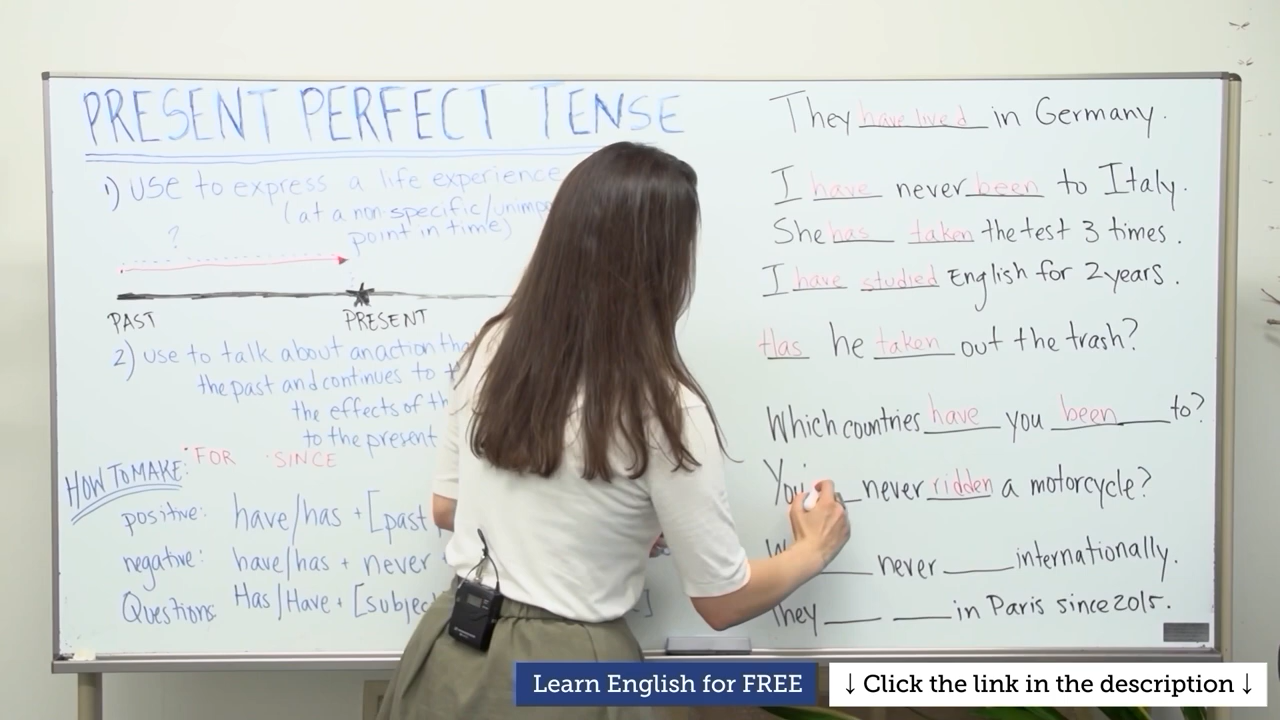 PRESENT PERFECT TENSE
1) USE to express a life experience
(at a non-specific/unimpo
point in time)
?
PAST
PRESENT
2) use to talk about an action tha
the past and continues to t
the effects of th
to the present
• FOR • SINCE
HOW TO MAKE:
positive: have/has + [past
negative: have/has + never
Questions Has/Have + [subjec ]
They have lived in Germany.
I have never been to Italy.
She has taken the test 3 times.
I have studied English for 2 years.
Has he taken out the trash?
Which countries have you been to?
You' never ridden a motorcycle?
W never internationally.
They in Paris since 2015.
Learn English for FREE
↓ Click the link in the description ↓